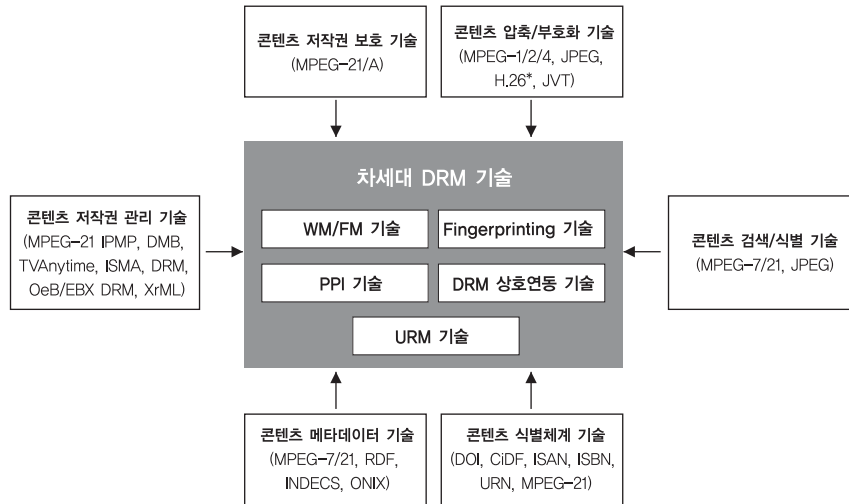 콘텐츠 저작권 보호 기술
(MPEG-21/A)
콘텐츠 압축/부호화 기술
(MPEG-1/2/4, JPEG,
H.26*, JVT)
차세대 DRM 기술
WM/FM 기술
Fingerprinting 기술
PPI 기술
DRM 상호연동 기술
URM 기술
콘텐츠 저작권 관리 기술
(MPEG-21 IPMP, DMB,
TVAnytime, ISMA, DRM,
OeB/EBX DRM, XrML)
콘텐츠 검색/식별 기술
(MPEG-7/21, JPEG)
콘텐츠 메타데이터 기술
(MPEG-7/21, RDF,
INDECS, ONIX)
콘텐츠 식별체계 기술
(DOI, CiDF, ISAN, ISBN,
URN, MPEG-21)